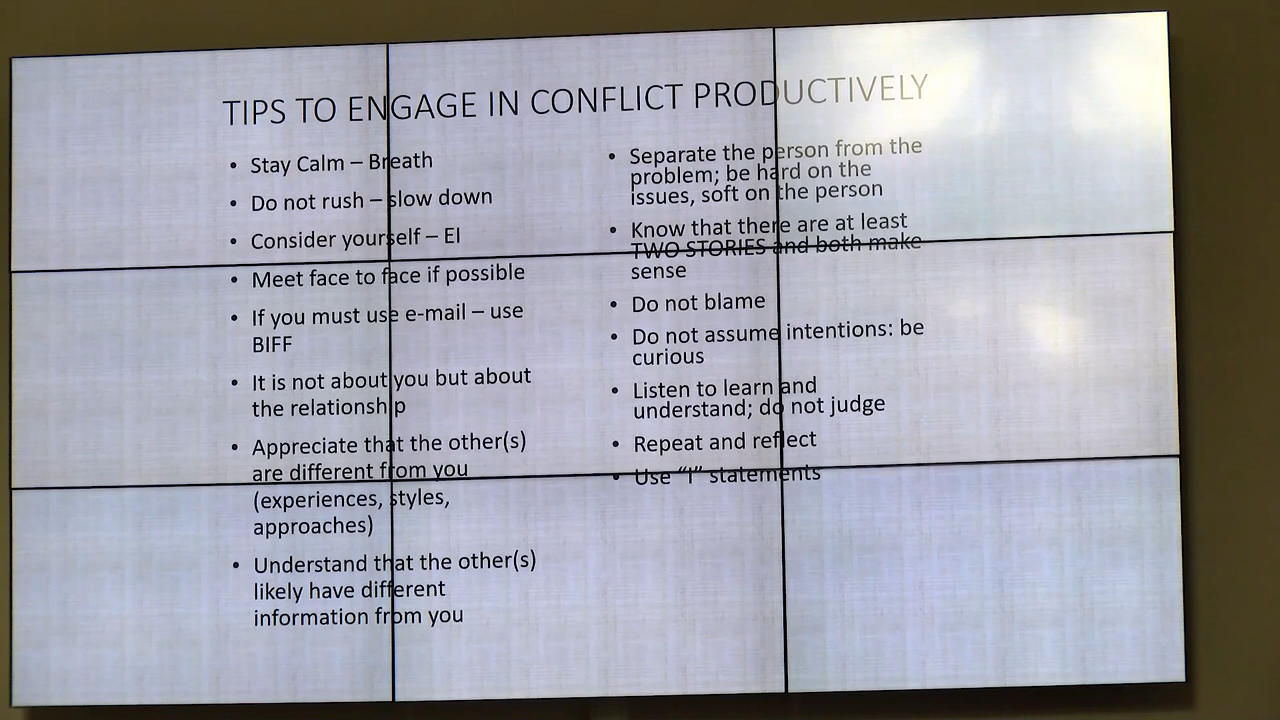 TIPS TO ENGAGE IN CONFLICT PRODUCTIVELY
• Stay Calm – Breath
• Do not rush – slow down
• Consider yourself – EI
• Meet face to face if possible
• If you must use e-mail – use
BIFF
• It is not about you but about
the relationship
• Appreciate that the other(s)
are different from you
(experiences, styles,
approaches)
• Understand that the other(s)
likely have different
information from you
• Separate the person from the
problem; be hard on the
issues, soft on the person
• Know that there are at least
TWO STORIES and both make
sense
• Do not blame
• Do not assume intentions: be
curious
• Listen to learn and
understand; do not judge
• Repeat and reflect
• Use “I” statements